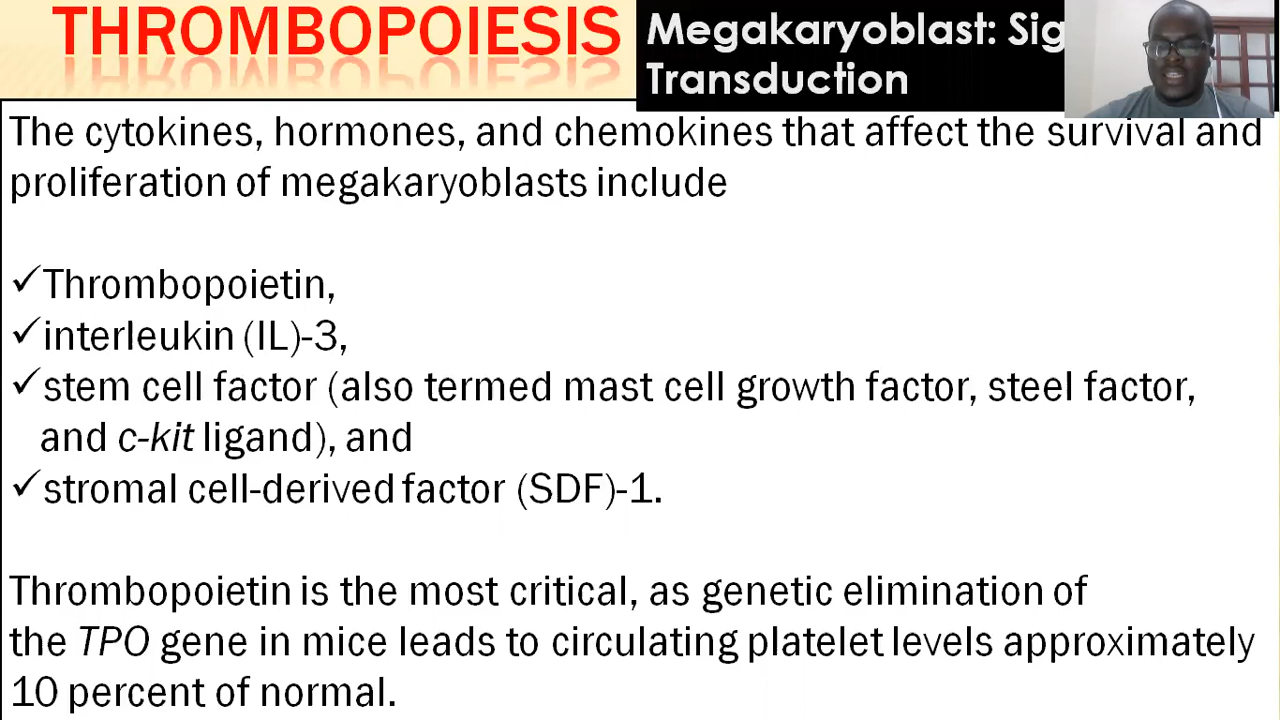 THROMBOPOIESIS
Megakaryoblast: Sig
Transduction
The cytokines, hormones, and chemokines that affect the survival and
proliferation of megakaryoblasts include
✓Thrombopoietin,
✓interleukin (IL)-3,
✓stem cell factor (also termed mast cell growth factor, steel factor,
and c-kit ligand), and
✓stromal cell-derived factor (SDF)-1.
Thrombopoietin is the most critical, as genetic elimination of
the TPO gene in mice leads to circulating platelet levels approximately
10 percent of normal.